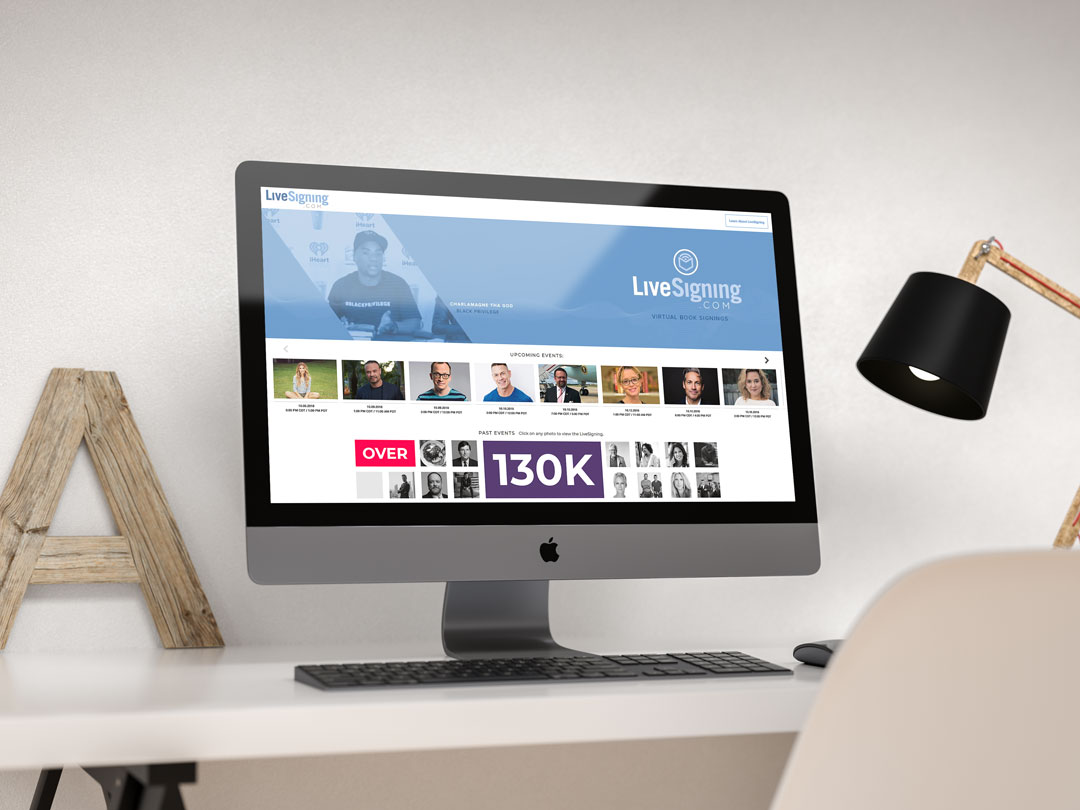 LiveSigning
.COM
Learn About LiveSigning
iHeart
iHeart
#BLACKPRIVILEGE
CHARLAMAGNE THA GOD
BLACK PRIVILEGE
LiveSigning
.COM
VIRTUAL BOOK SIGNINGS
UPCOMING EVENTS:
PAST EVENTS Click on any photo to view the LiveSigning.
OVER
130K